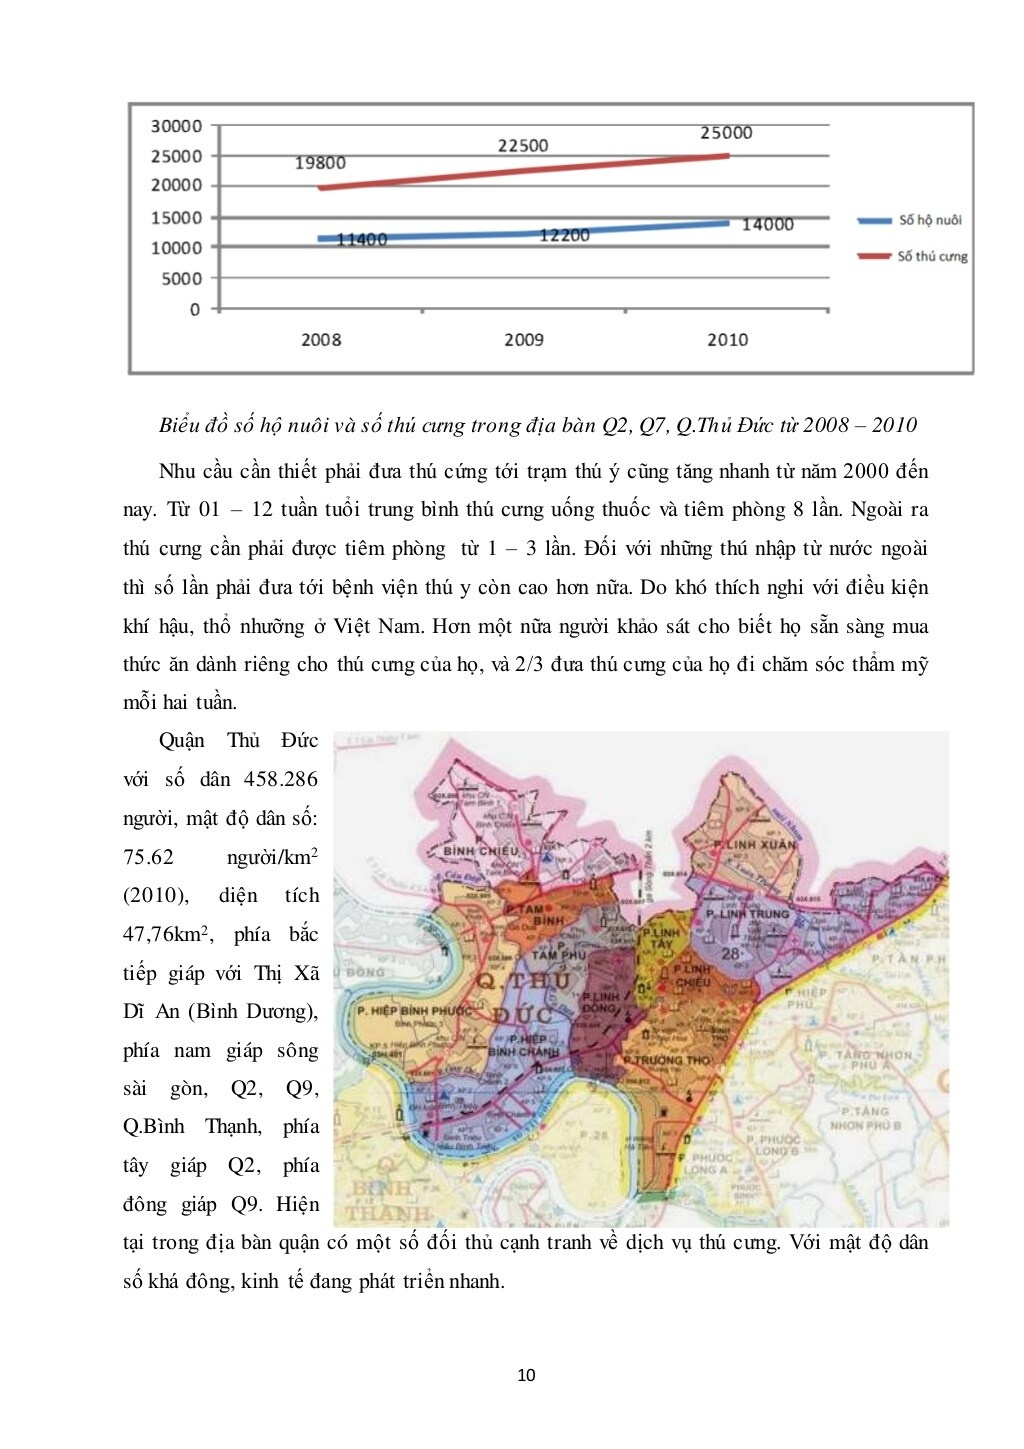 30000
25000
20000
15000
10000
5000
0
19800
22500
25000
11400
12200
14000
2008
2009
2010
Số hộ nuôi
Số thú cưng
Biểu đồ số hộ nuôi và số thú cưng trong địa bàn Q2, Q7, Q.Thủ Đức từ 2008 – 2010
Nhu cầu cần thiết phải đưa thú cứng tới trạm thú ý cũng tăng nhanh từ năm 2000 đến
nay. Từ 01 – 12 tuần tuổi trung bình thú cưng uống thuốc và tiêm phòng 8 lần. Ngoài ra
thú cưng cần phải được tiêm phòng từ 1 – 3 lần. Đối với những thú nhập từ nước ngoài
thì số lần phải đưa tới bệnh viện thú y còn cao hơn nữa. Do khó thích nghi với điều kiện
khí hậu, thổ nhưỡng ở Việt Nam. Hơn một nữa người khảo sát cho biết họ sẵn sàng mua
thức ăn dành riêng cho thú cưng của họ, và 2/3 đưa thú cưng của họ đi chăm sóc thẩm mỹ
mỗi hai tuần.
Quận Thủ Đức
với số dân 458.286
người, mật độ dân số:
75.62 người/km²
(2010), diện tích
47,76km², phía bắc
tiếp giáp với Thị Xã
Dĩ An (Bình Dương),
phía nam giáp sông
sài gòn, Q2, Q9,
Q.Bình Thạnh, phía
tây giáp Q2, phía
đông giáp Q9. Hiện
tại trong địa bàn quận có một số đối thủ cạnh tranh về dịch vụ thú cưng. Với mật độ dân
số khá đông, kinh tế đang phát triển nhanh.
P.
BÌNH CHIỂU
P.LINH XUÂN
P.TAM
BÌNH
P. LINH TRUNG
P.LINH
TÂY
28
P.
TAM PHÚ
P.LINH
CHIỂU
Q.THỦ
ĐỨC
P.LINH
ĐÔNG
P. HIỆP BÌNH PHƯỚC
P.HIỆP
BÌNH CHÁNH
P.TRƯỜNG THỌ
P.HIỆP
PHÚ
P.TÂN PH
P. TĂNG NHƠN
PHÚ A
P.TĂNG
NHƠN PHÚ B
P.28
P.PHƯỚC
LONG B
P. PHƯỚC
LONG A
Q
BÌNH
THẠNH
10